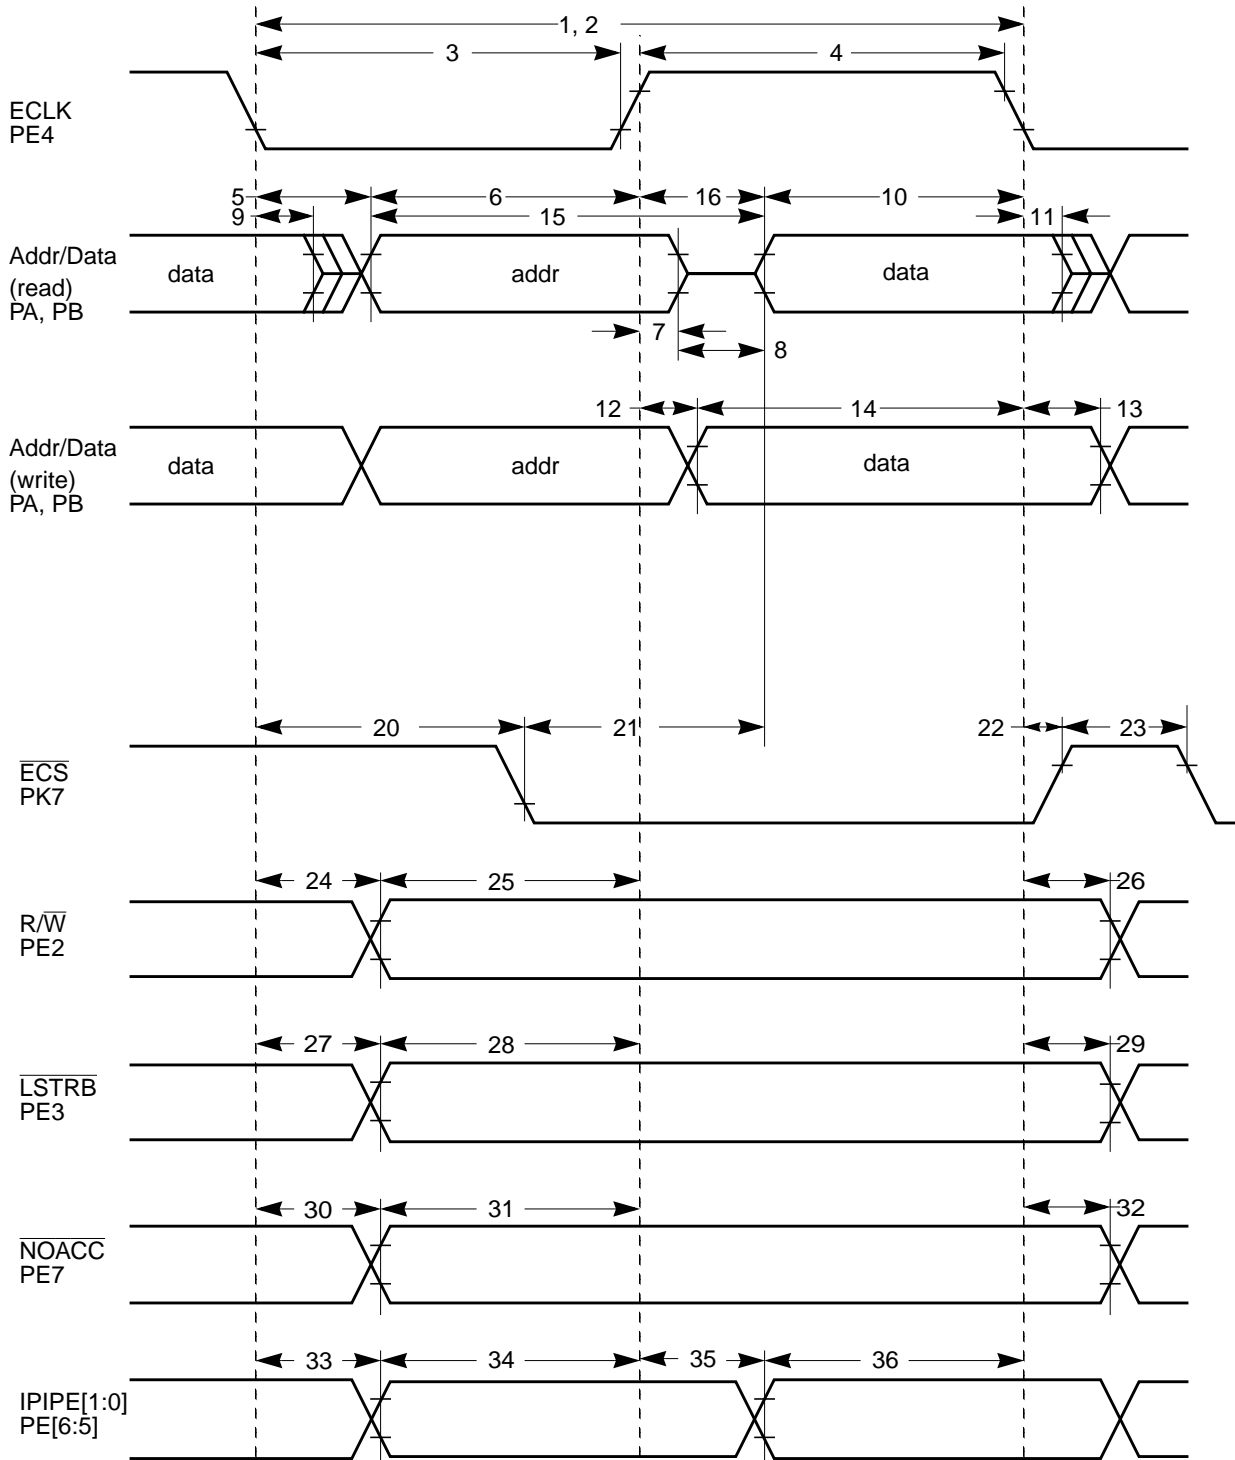 1, 2
3
4
ECLK
PE4
5
6
16
10
9
15
11
Addr/Data
(read)
PA, PB
data
addr
data
7
8
12
14
13
Addr/Data
(write)
PA, PB
data
addr
data
20
21
22
23
ECS
PK7
24
25
26
R/W
PE2
27
28
29
LSTRB
PE3
30
31
32
NOACC
PE7
33
34
35
36
IPIPE[1:0]
PE[6:5]